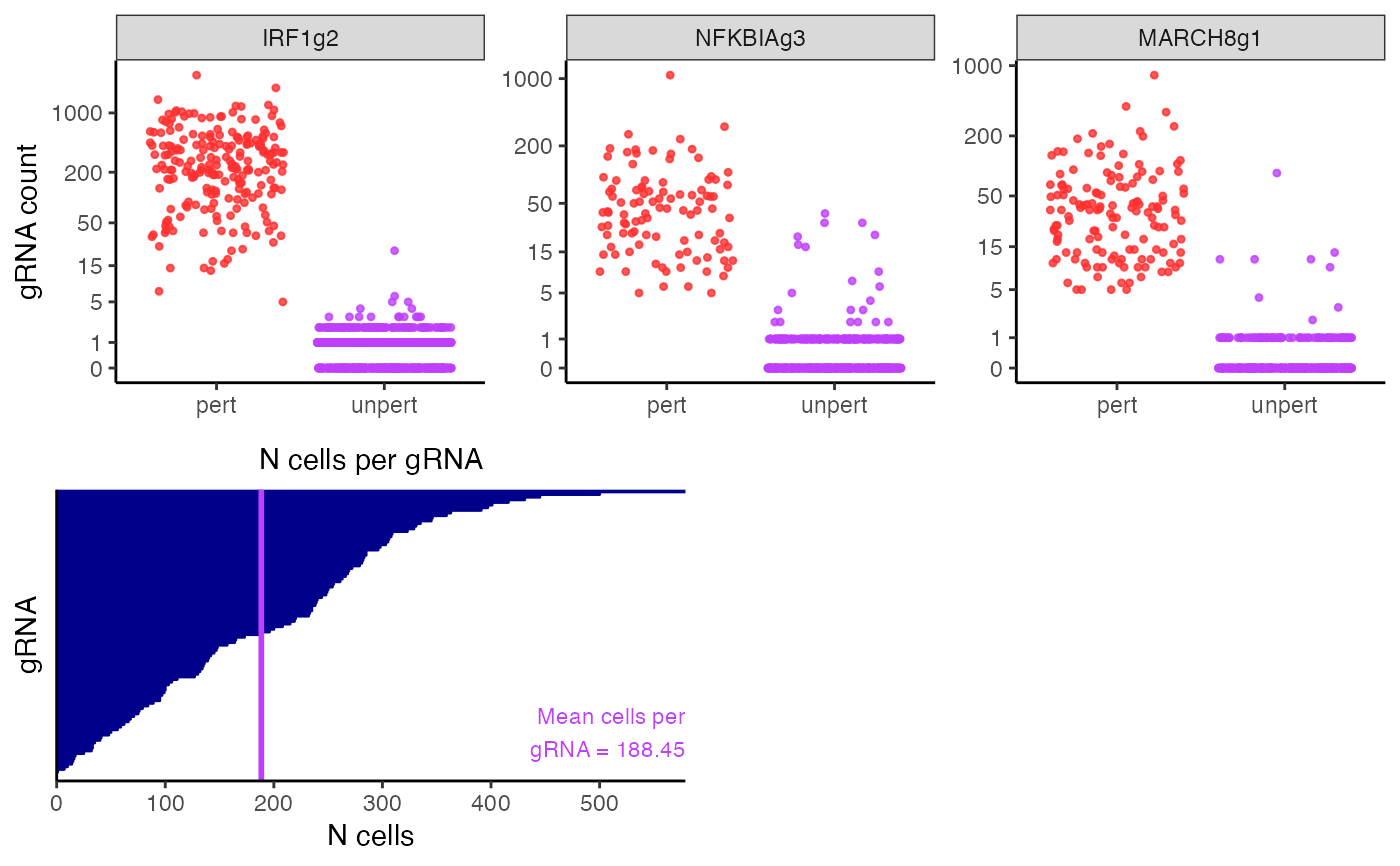 IRF1g2
NFKBIAg3
MARCH8g1
gRNA count
1000
200
50
15
5
1
0
pert
unpert
1000
200
50
15
5
1
0
pert
unpert
1000
200
50
15
5
1
0
pert
unpert
N cells per gRNA
gRNA
Mean cells per
gRNA = 188.45
0 100 200 300 400 500
N cells